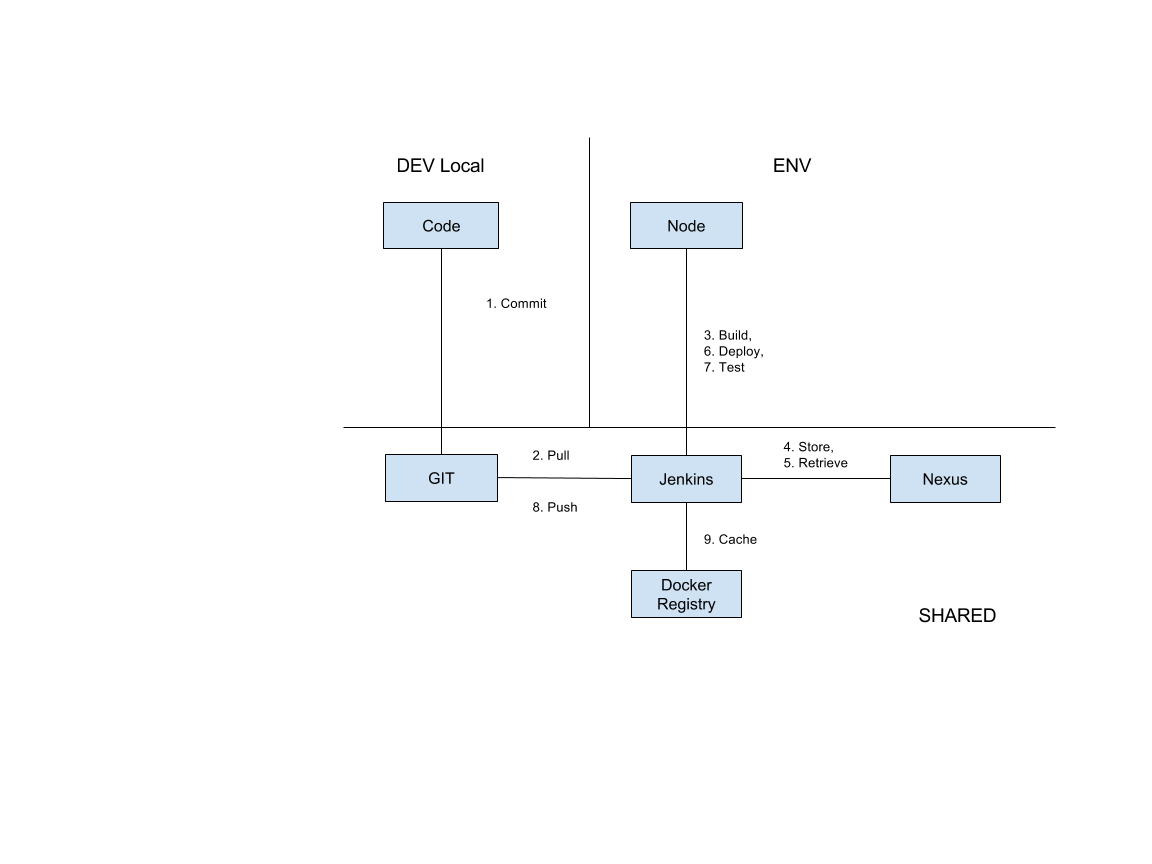 DEV Local
ENV
Code
Node
1. Commit
3. Build,
6. Deploy,
7. Test
2. Pull
4. Store,
5. Retrieve
GIT
Jenkins
Nexus
8. Push
9. Cache
Docker
Registry
SHARED